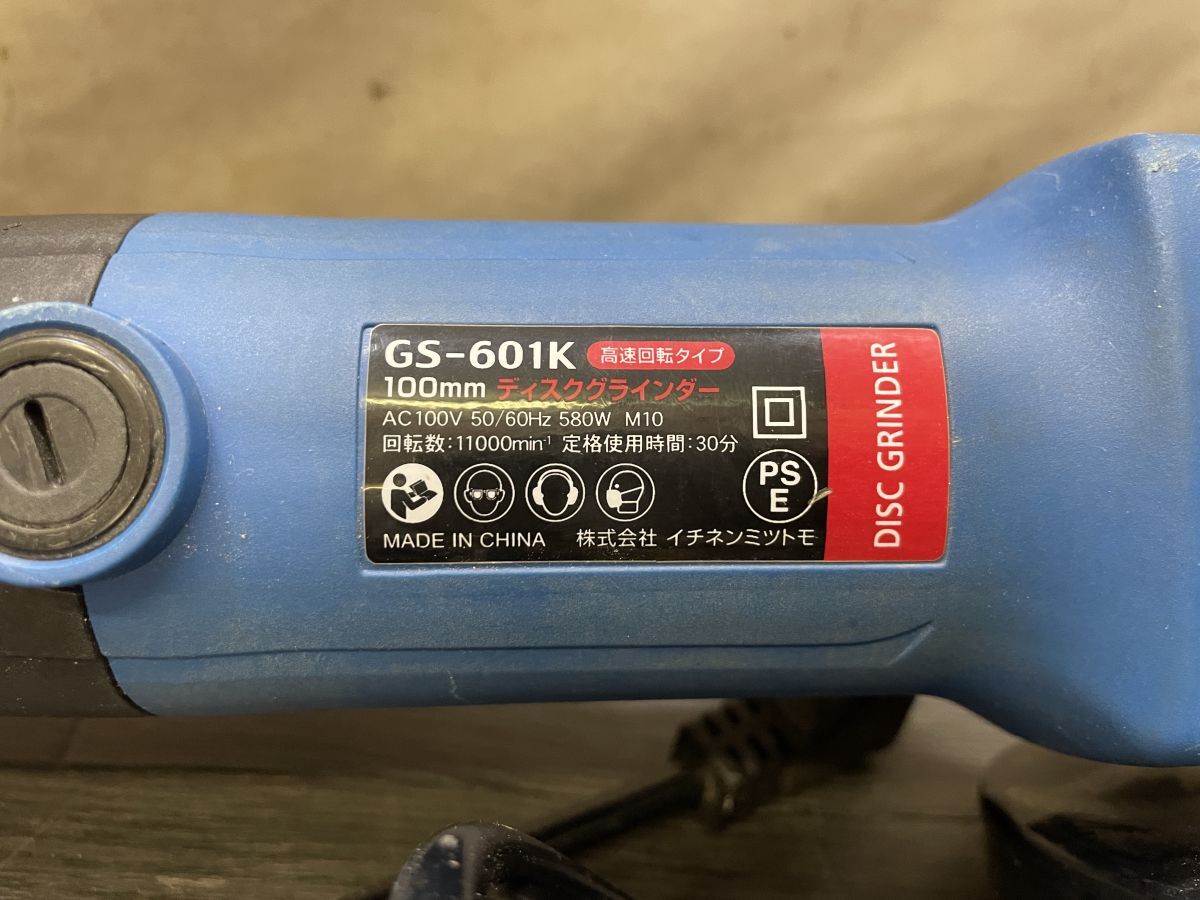 GS-601K 高速回転タイプ
100mm ディスクグラインダー
AC100V 50/60Hz 580W M10
回転数:11000min-1 定格使用時間:30分
PS
E
MADE IN CHINA 株式会社 イチネンミツトモ
DISC GRINDER